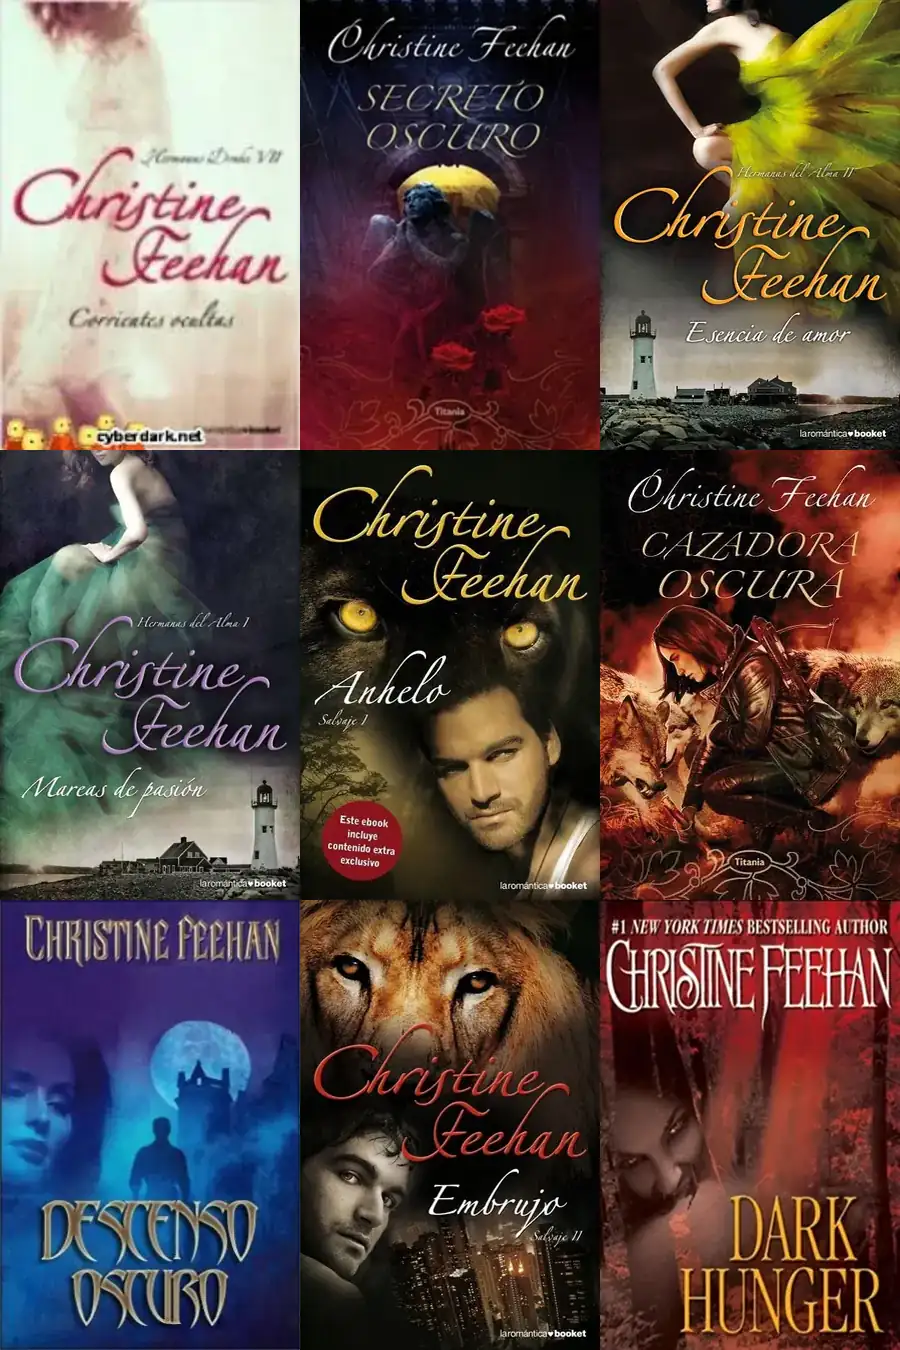 Hermanas Drake VII
Christine
Feehan
Corrientes ocultas
cyberdark.net
booket
Christine Feehan
SECRETO
OSCURO
Titania
Hermanas del Alma II
Christine
Feehan
Esencia de amor
laromántica♥booket
Hermanas del Alma I
Christine
Feehan
Mareas de pasión
laromántica♥booket
Christine
Feehan
Anhelo
Salvaje I
Este ebook
incluye
contenido extra
exclusivo
laromántica♥booket
Christine Feehan
CAZADORA
OSCURA
Titania
CHRISTINE FEEHAN
DESCENSO
OSCURO
Christine
Feehan
Embrujo
Salvaje II
laromántica♥booket
#1 NEW YORK TIMES BESTSELLING AUTHOR
CHRISTINE FEEHAN
DARK
HUNGER